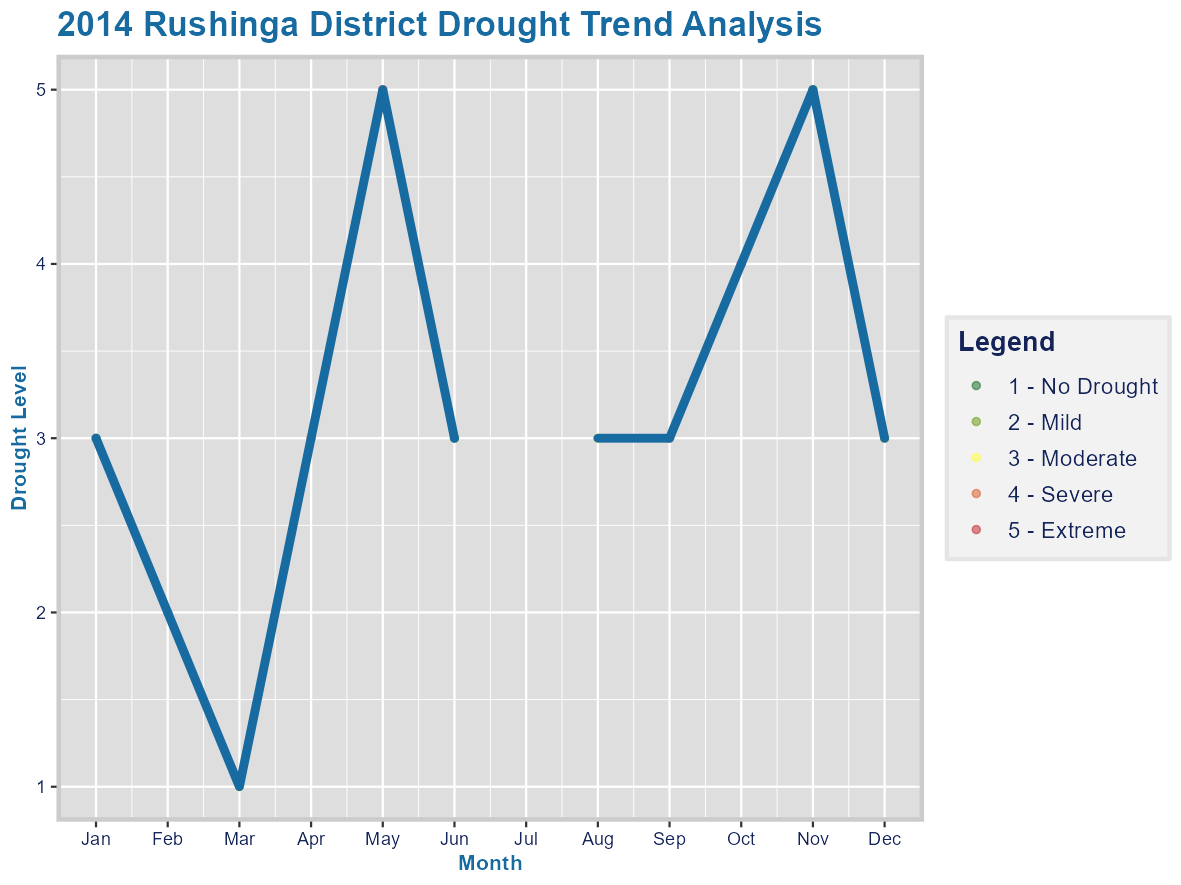 2014 Rushinga District Drought Trend Analysis
5
4
3
2
1
Drought Level
Jan Feb Mar Apr May Jun Jul Aug Sep Oct Nov Dec
Month
Legend
1 - No Drought
2 - Mild
3 - Moderate
4 - Severe
5 - Extreme